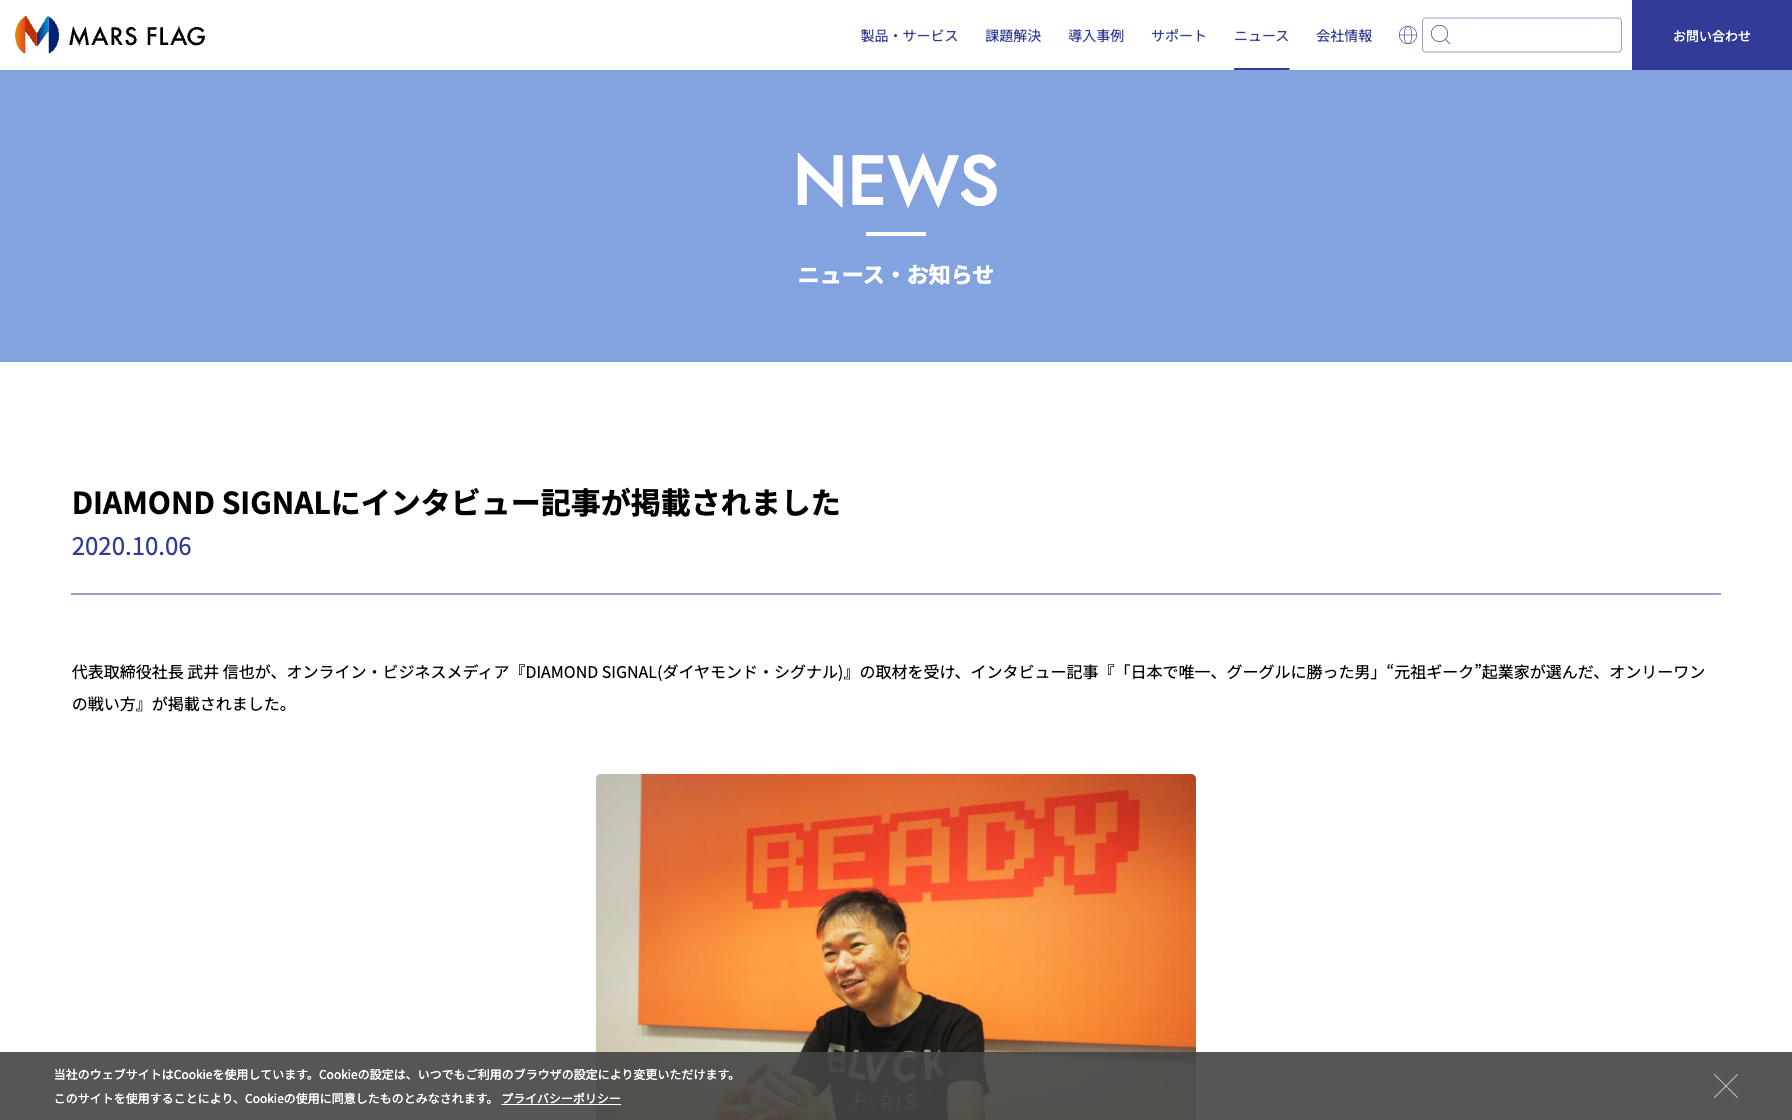 MARS FLAG
製品・サービス 課題解決 導入事例 サポート ニュース 会社情報 お問い合わせ
NEWS
ニュース・お知らせ
DIAMOND SIGNALにインタビュー記事が掲載されました
2020.10.06
代表取締役社長 武井 信也が、オンライン・ビジネスメディア『DIAMOND SIGNAL(ダイヤモンド・シグナル)』の取材を受け、インタビュー記事『「日本で唯一、グーグルに勝った男」“元祖ギーク”起業家が選んだ、オンリーワン
の戦い方』が掲載されました。
READY
BLVCK
PARIS
当社のウェブサイトはCookieを使用しています。Cookieの設定は、いつでもご利用のブラウザの設定により変更いただけます。
このサイトを使用することにより、Cookieの使用に同意したものとみなされます。 プライバシーポリシー